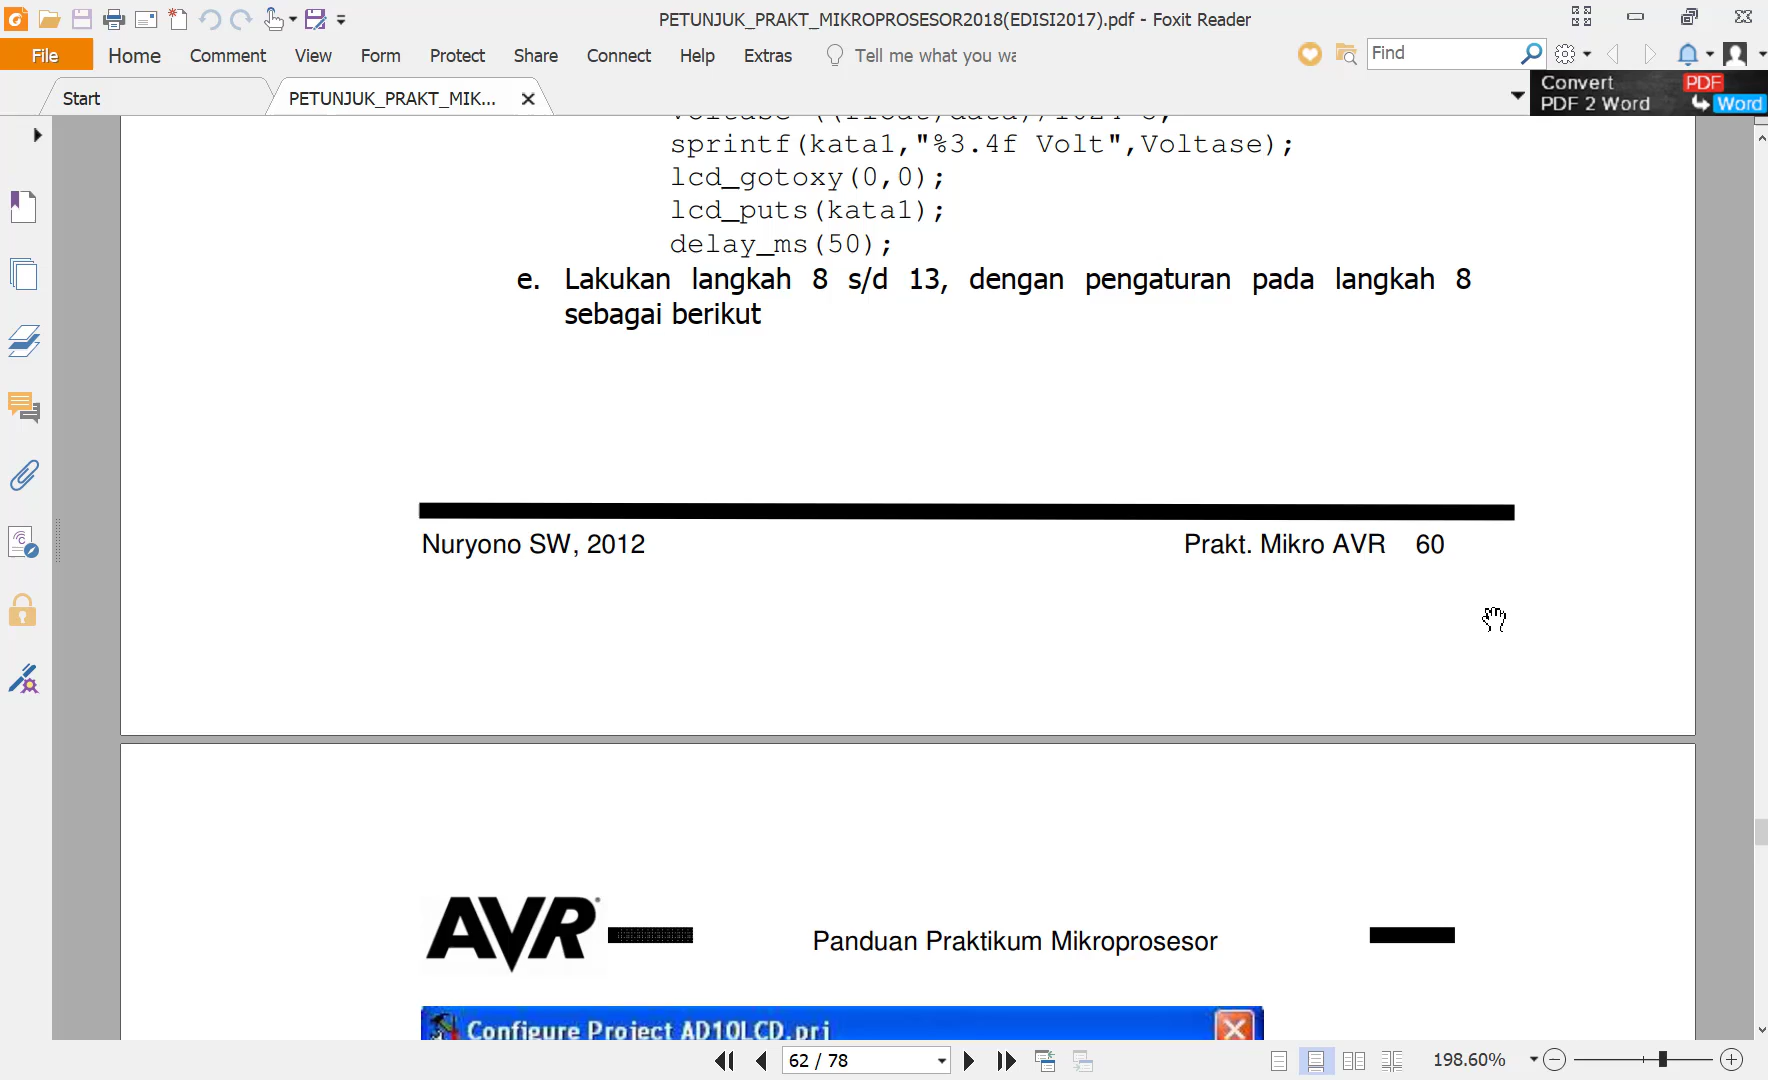 PETUNJUK_PRAKT_MIKROPROSESOR2018(EDISI2017).pdf - Foxit Reader
File Home Comment View Form Protect Share Connect Help Extras Tell me what you wa Find
Start PETUNJUK_PRAKT_MIK...
Convert PDF
PDF 2 Word Word
sprintf(kata1,"%3.4f Volt",Voltase);
lcd_gotoxy(0,0);
lcd_puts(kata1);
delay_ms(50);
e. Lakukan langkah 8 s/d 13, dengan pengaturan pada langkah 8
sebagai berikut
Nuryono SW, 2012 Prakt. Mikro AVR 60
AVR Panduan Praktikum Mikroprosesor
Configure Project AD10LCD.prj
62 / 78 198.60%